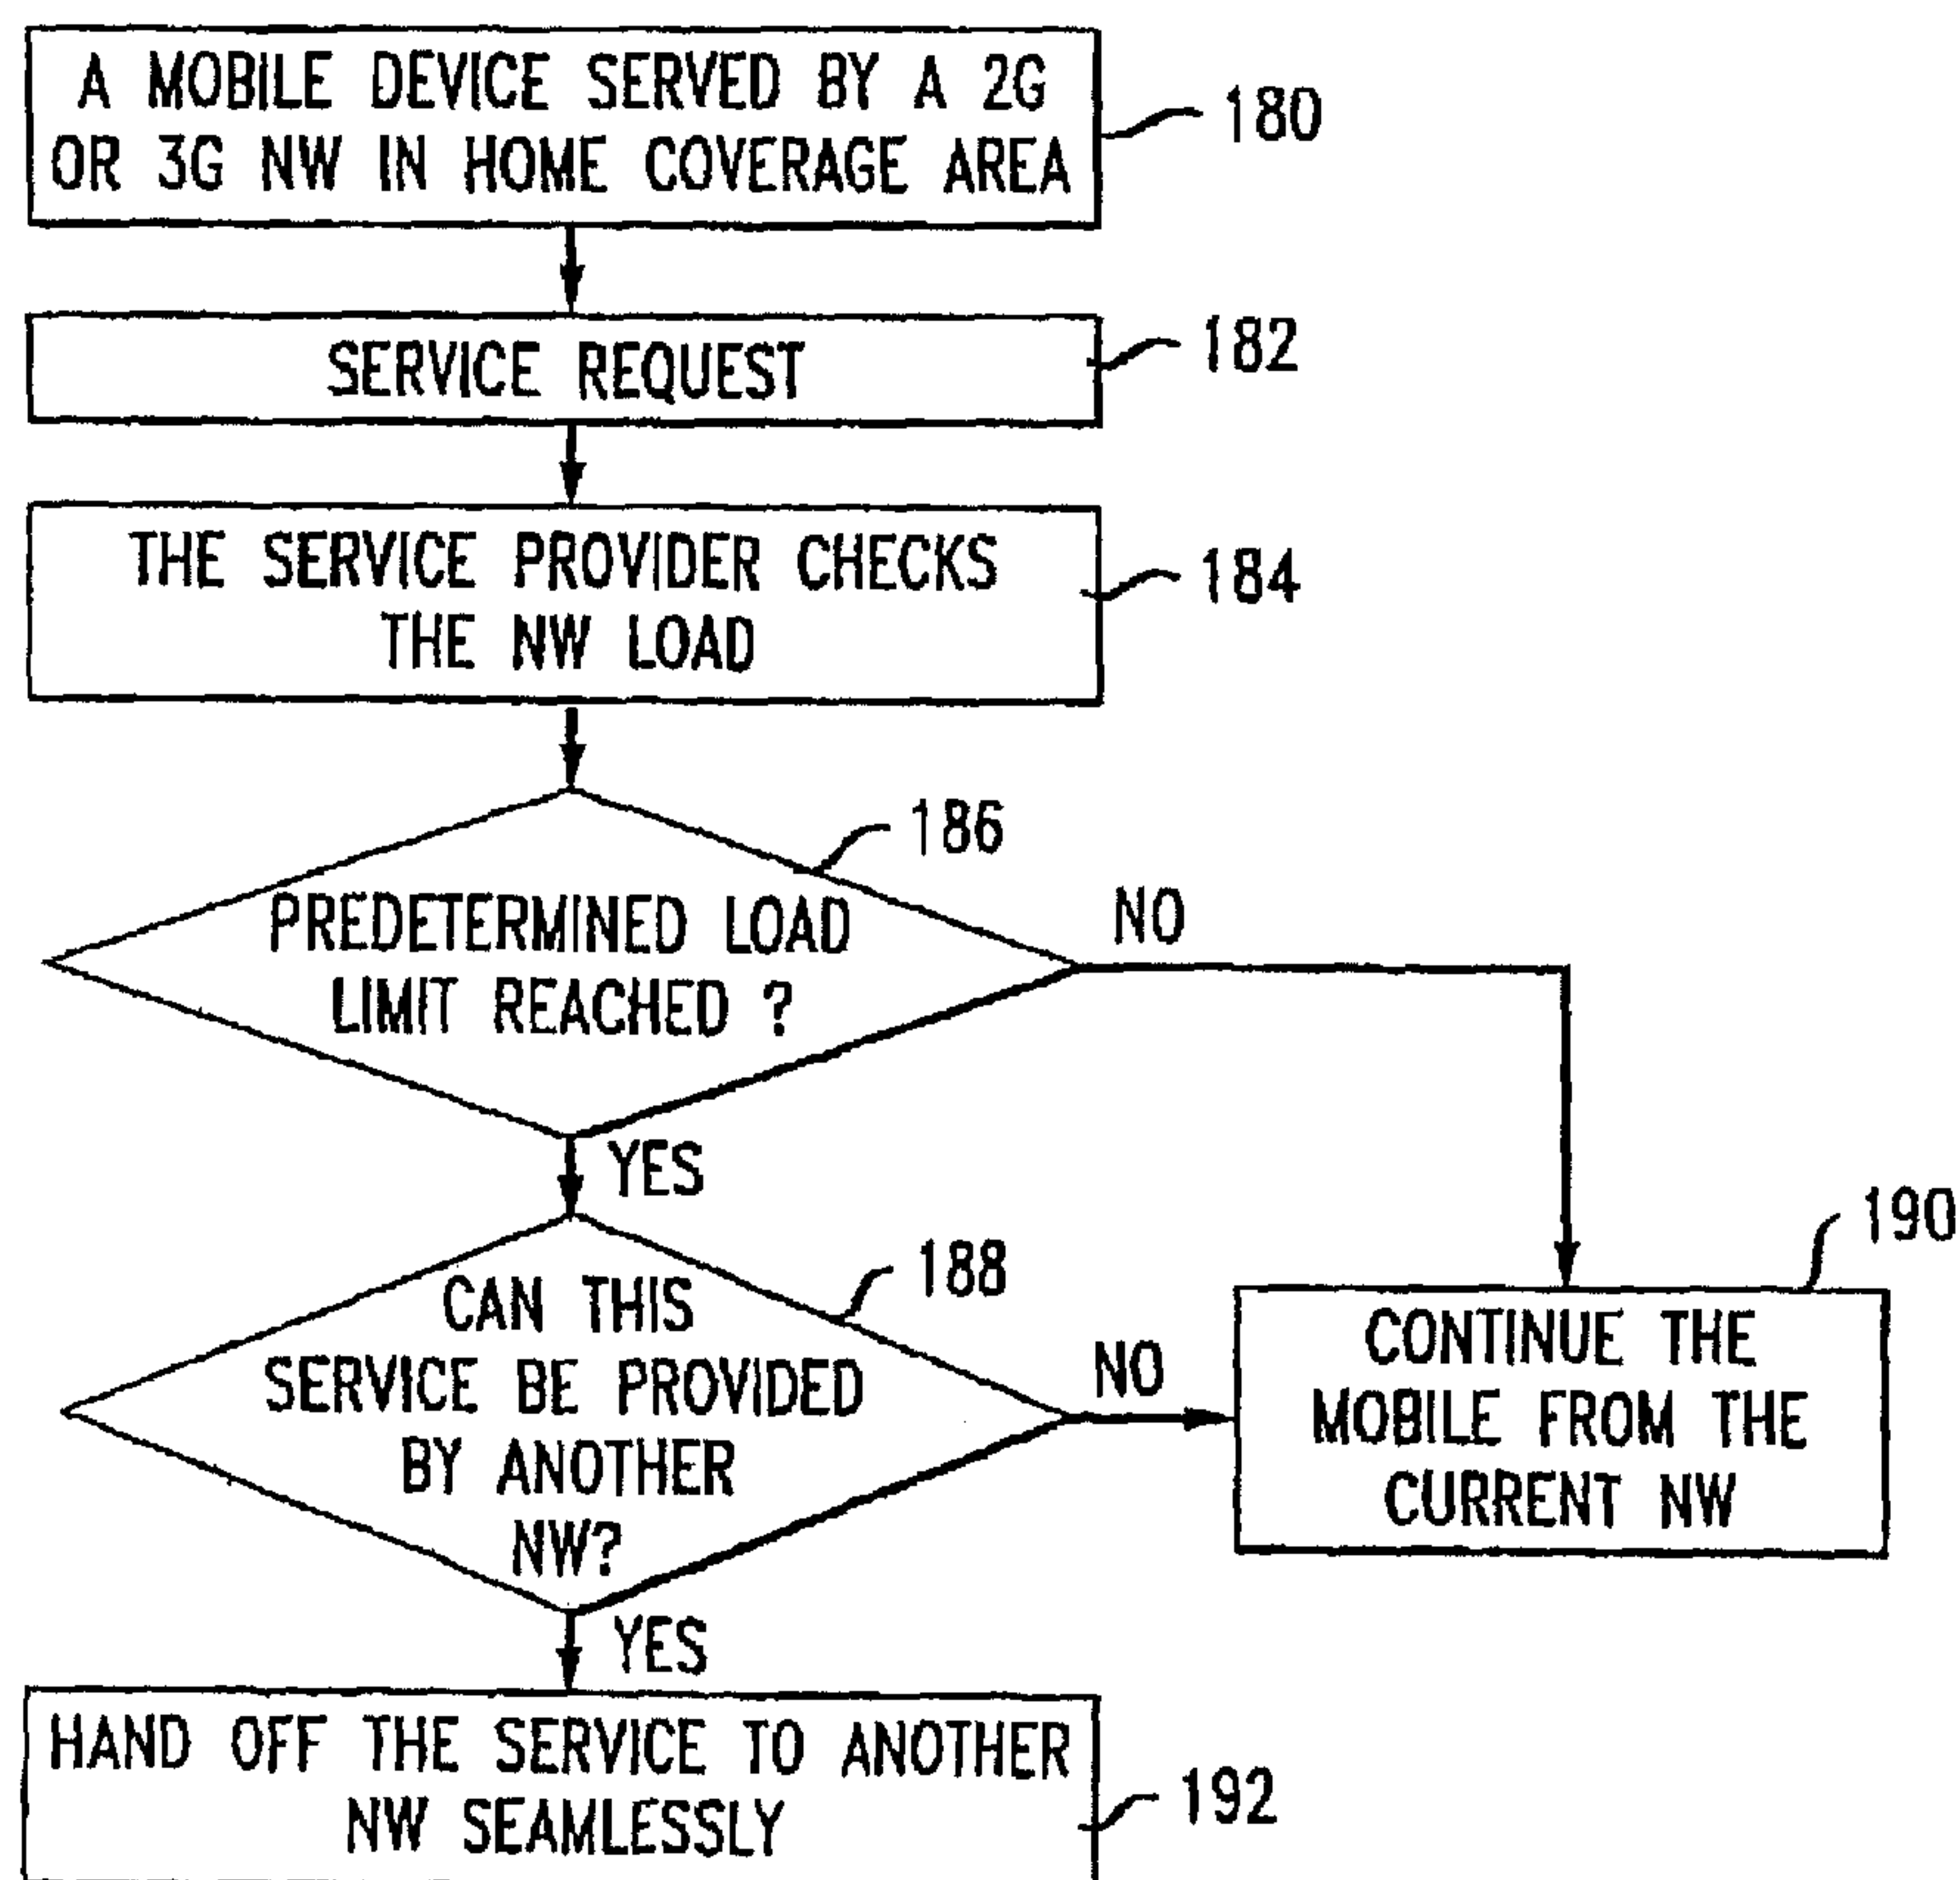 A MOBILE DEVICE SERVED BY A 2G
OR 3G NW IN HOME COVERAGE AREA
180
SERVICE REQUEST
182
THE SERVICE PROVIDER CHECKS
THE NW LOAD
184
186
PREDETERMINED LOAD
LIMIT REACHED ?
NO
YES
188
CAN THIS
SERVICE BE PROVIDED
BY ANOTHER
NW?
NO
190
CONTINUE THE
MOBILE FROM THE
CURRENT NW
YES
HAND OFF THE SERVICE TO ANOTHER
NW SEAMLESSLY
192